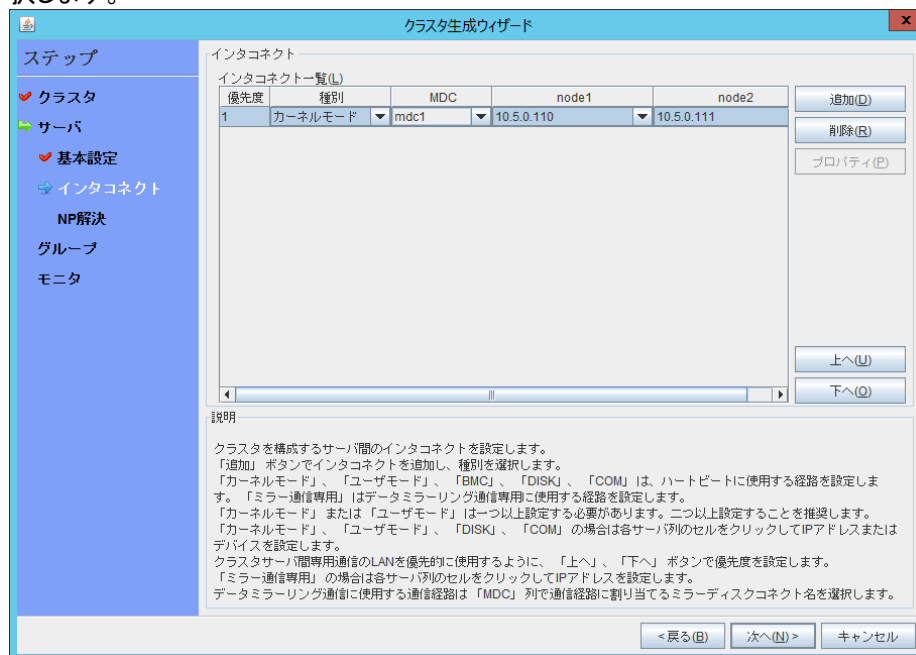 択します。
クラスタ生成ウィザード
x
ステップ
クラスタ
サーバ
基本設定
インタコネクト
NP解決
グループ
モニタ
インタコネクト
インタコネクト一覧(L)
優先度 種別 MDC node1 node2
1 カーネルモード mdc1 10.5.0.110 10.5.0.111
追加(D)
削除(R)
プロパティ(P)
上へ(U)
下へ(O)
説明
クラスタを構成するサーバ間のインタコネクトを設定します。
「追加」 ボタンでインタコネクトを追加し、種別を選択します。
「カーネルモード」、 「ユーザモード」、 「BMC」、 「DISK」、 「COM」 は、ハートビートに使用する経路を設定しま
す。 「ミラー通信専用」 はデータミラーリング通信専用に使用する経路を設定します。
「カーネルモード」 または 「ユーザモード」 は一つ以上設定する必要があります。二つ以上設定することを推奨します。
「カーネルモード」、 「ユーザモード」、 「DISK」、 「COM」 の場合は各サーバ列のセルをクリックしてIPアドレスまたは
デバイスを設定します。
クラスタサーバ間専用通信のLANを優先的に使用するように、 「上へ」、 「下へ」 ボタンで優先度を設定します。
「ミラー通信専用」 の場合は各サーバ列のセルをクリックしてIPアドレスを設定します。
データミラーリング通信に使用する通信経路は 「MDC」 列で通信経路に割り当てるミラーディスクコネクト名を選択します。
<戻る(B) 次へ(N)> キャンセル